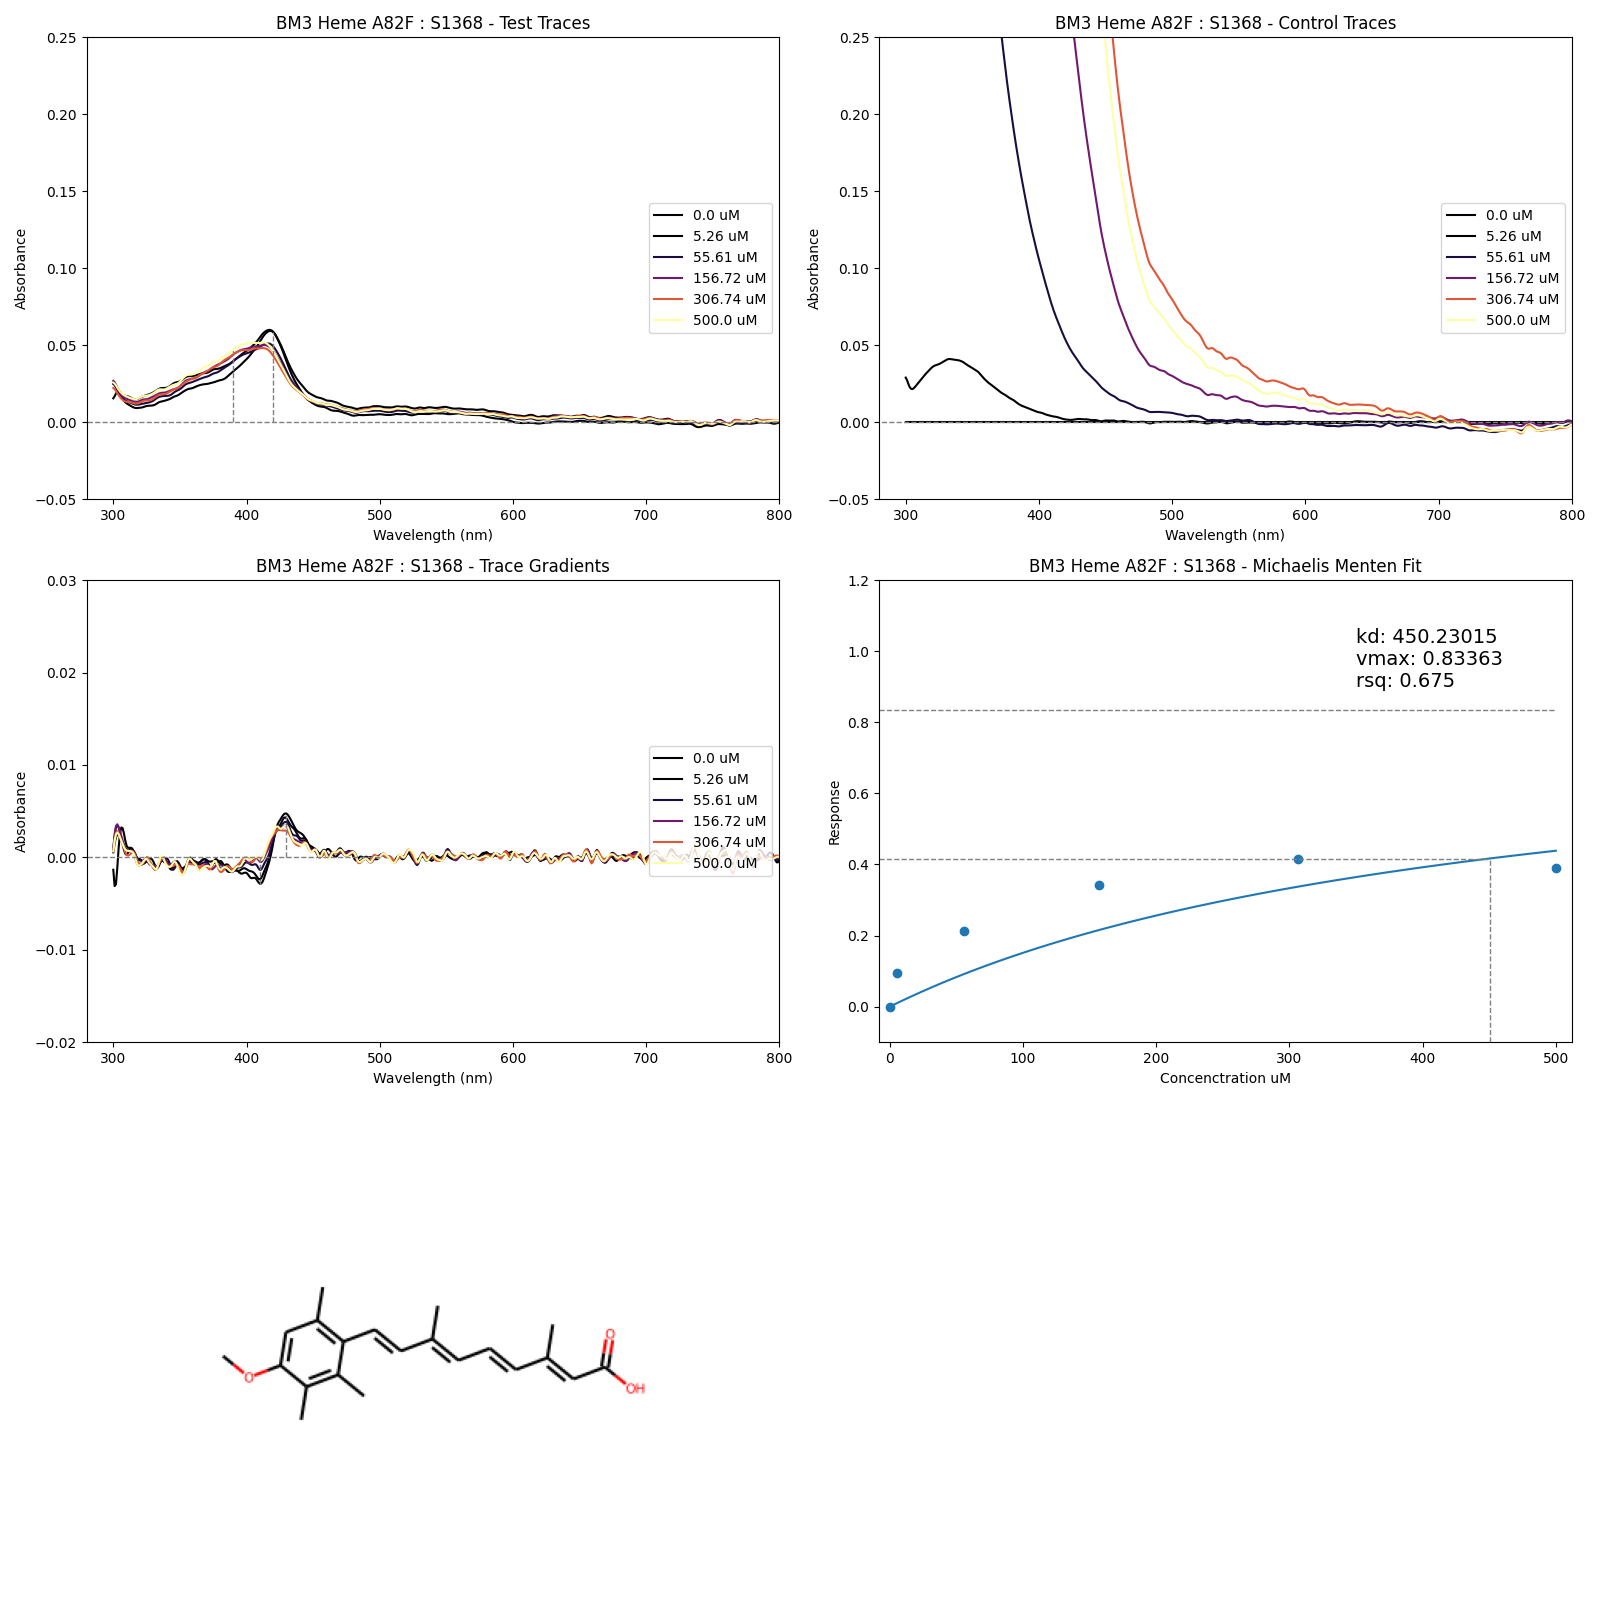 BM3 Heme A82F : S1368 - Test Traces
0.25
0.20
0.15
0.10
0.05
0.00
−0.05
Absorbance
300 400 500 600 700 800
Wavelength (nm)
0.0 uM
5.26 uM
55.61 uM
156.72 uM
306.74 uM
500.0 uM
BM3 Heme A82F : S1368 - Control Traces
0.25
0.20
0.15
0.10
0.05
0.00
−0.05
Absorbance
300 400 500 600 700 800
Wavelength (nm)
0.0 uM
5.26 uM
55.61 uM
156.72 uM
306.74 uM
500.0 uM
BM3 Heme A82F : S1368 - Trace Gradients
0.03
0.02
0.01
0.00
−0.01
−0.02
Absorbance
300 400 500 600 700 800
Wavelength (nm)
0.0 uM
5.26 uM
55.61 uM
156.72 uM
306.74 uM
500.0 uM
BM3 Heme A82F : S1368 - Michaelis Menten Fit
1.2
1.0
0.8
0.6
0.4
0.2
0.0
Response
kd: 450.23015
vmax: 0.83363
rsq: 0.675
0 100 200 300 400 500
Concenctration uM
O
O
OH